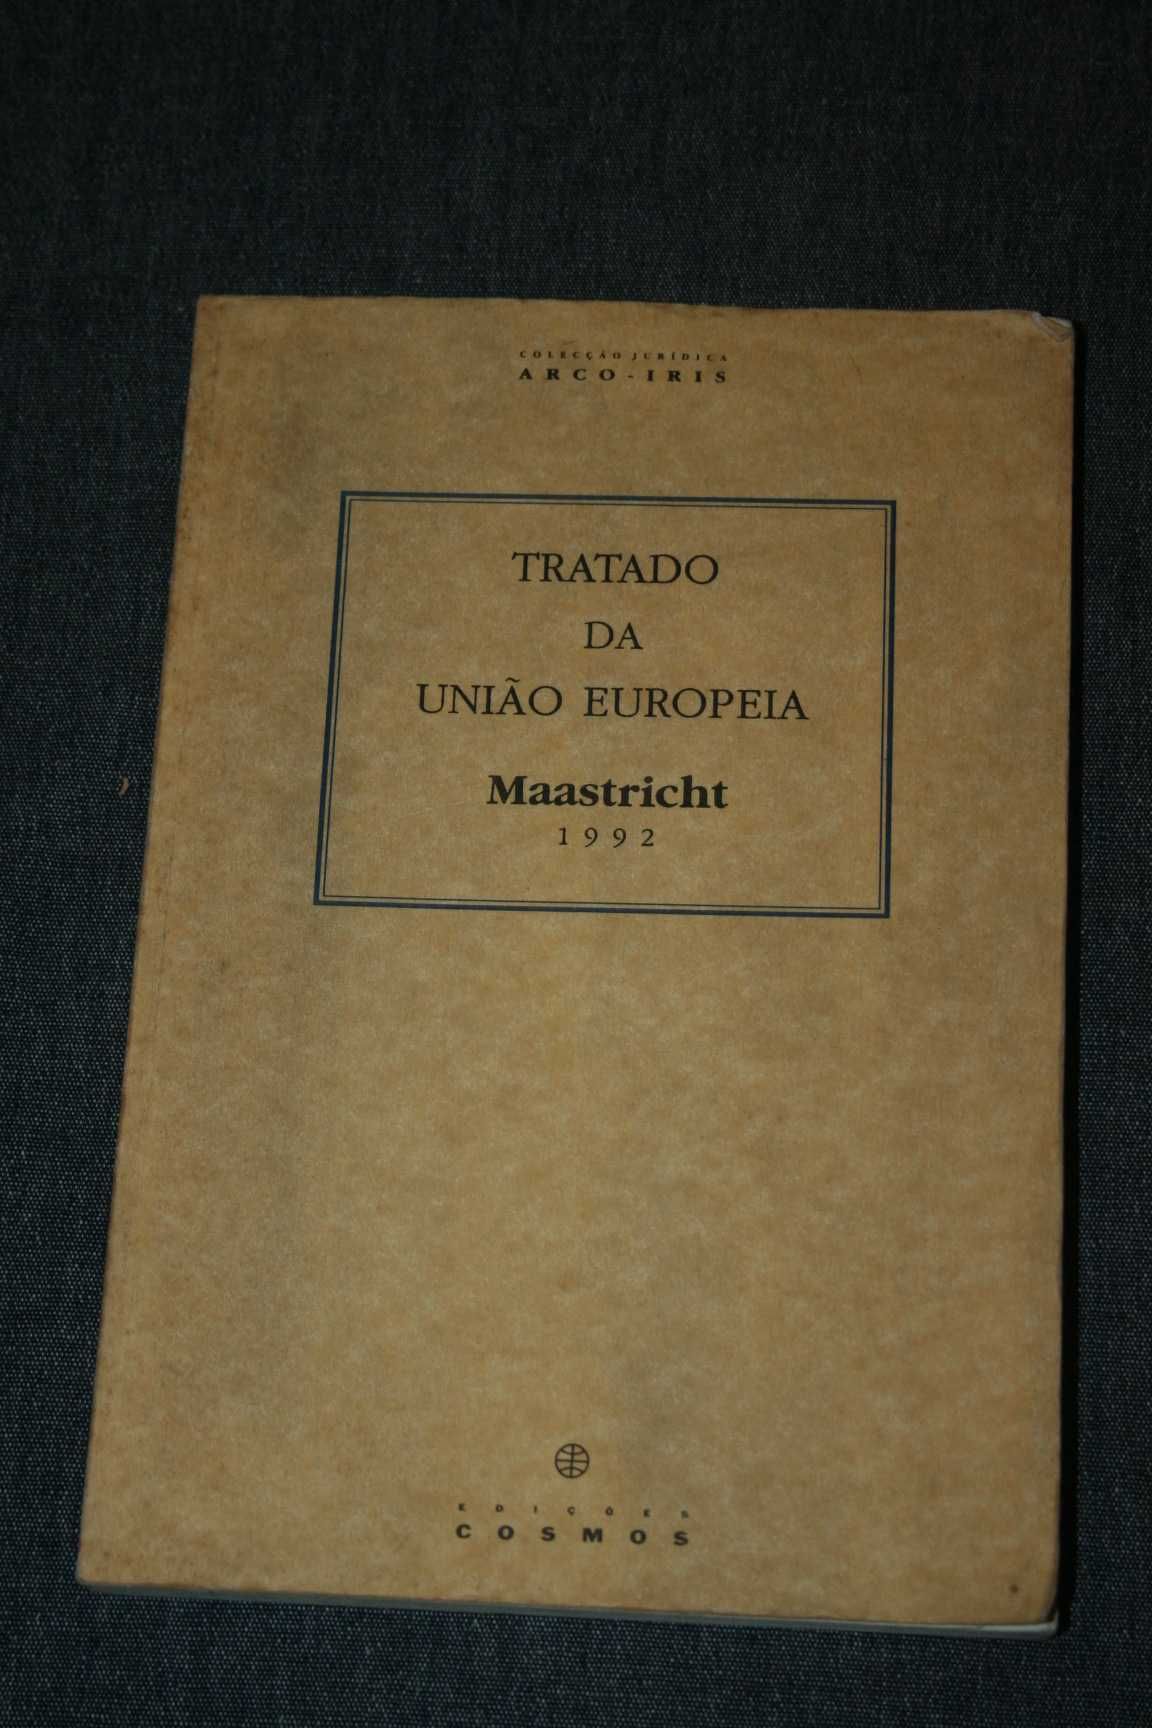 COLECÇÃO JURÍDICA
ARCO-IRIS
TRATADO
DA
UNIÃO EUROPEIA
Maastricht
1992
EDIÇÕES
COSMOS